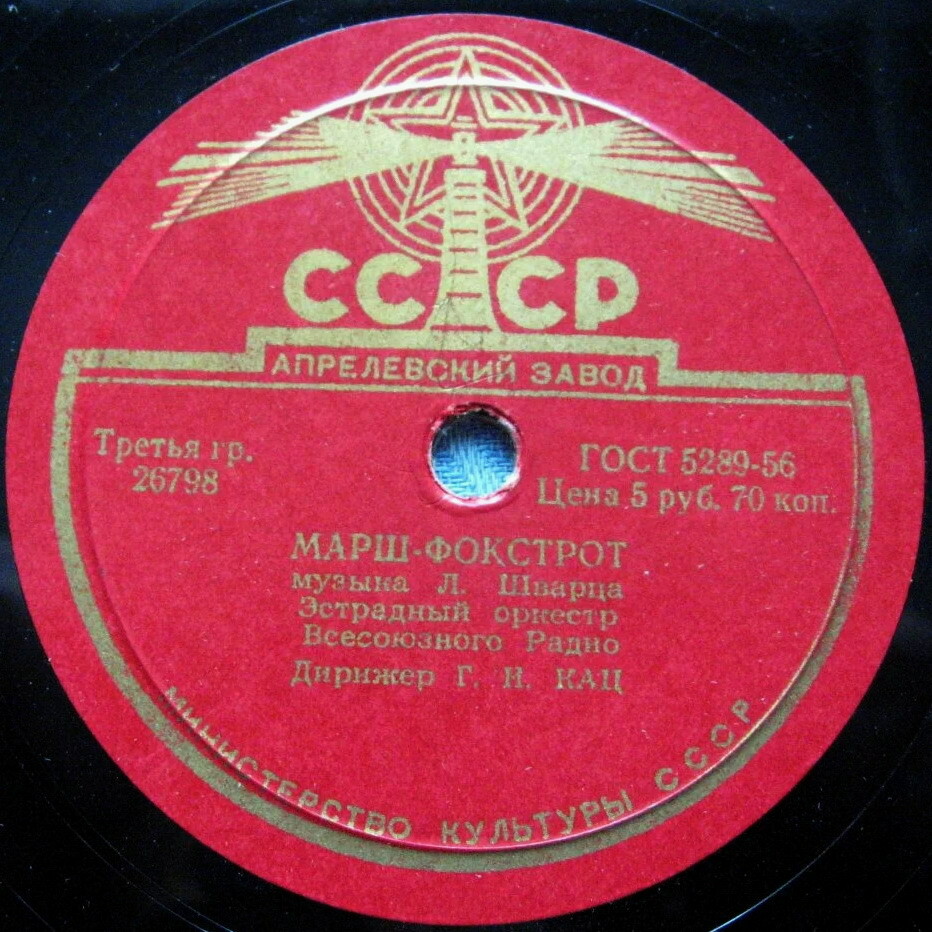 СССР
АПРЕЛЕВСКИЙ ЗАВОД
Третья гр.
26798
ГОСТ 5289-56
Цена 5 руб. 70 коп.
МАРШ-ФОКСТРОТ
музыка Л. Шварца
Эстрадный оркестр
Всесоюзного Радио
Дирижер Г. Н. КАЦ
МИНИСТЕРСТВО КУЛЬТУРЫ СССР